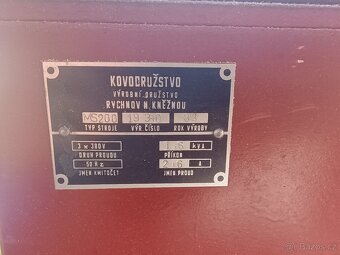 KOVODRUŽSTVO
VÝROBNÍ DRUŽSTVO
RYCHNOV N. KNĚŽNOU
MS200
TYP STROJE VÝR. ČÍSLO ROK VÝROBY
3 x 380V kVA
DRUH PROUDU PŘÍKON
50 Hz A
JMEN KMITOČET JMEN PROUD